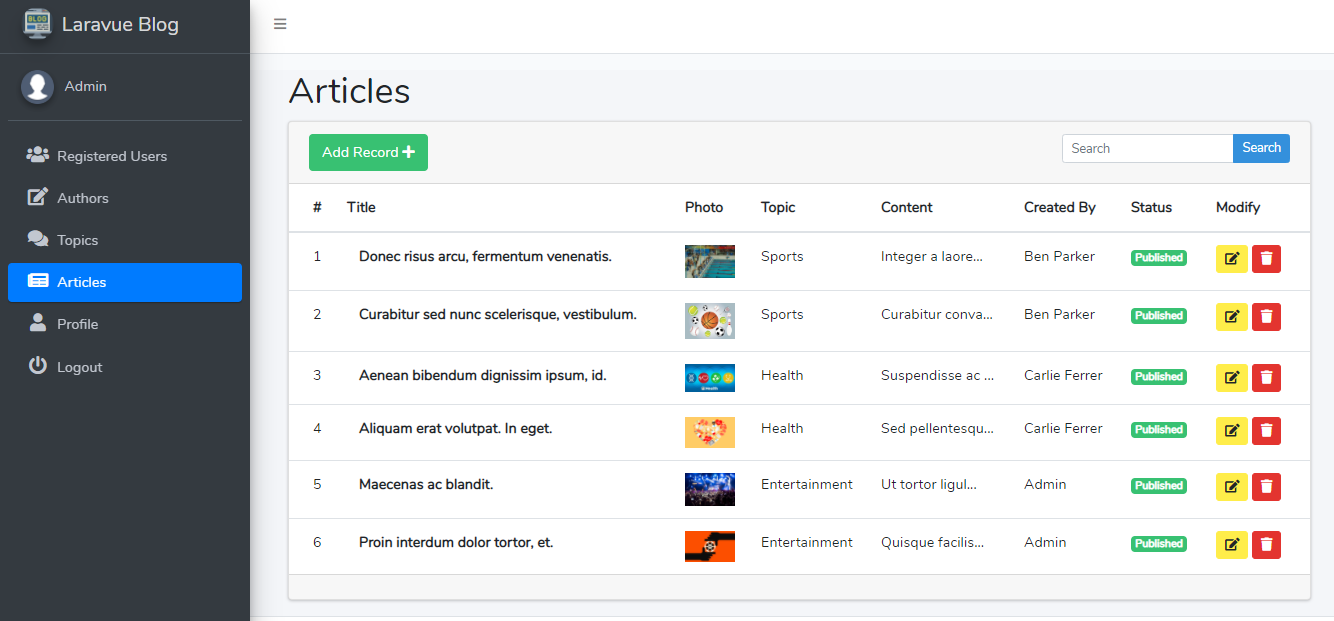 Laravue Blog
Admin
Registered Users
Authors
Topics
Articles
Profile
Logout
Articles
Add Record
Search Search
# Title Photo Topic Content Created By Status Modify
1 Donec risus arcu, fermentum venenatis. Sports Integer a laore... Ben Parker Published
2 Curabitur sed nunc scelerisque, vestibulum. Sports Curabitur conva... Ben Parker Published
3 Aenean bibendum dignissim ipsum, id. Health Suspendisse ac ... Carlie Ferrer Published
4 Aliquam erat volutpat. In eget. Health Sed pellentesqu... Carlie Ferrer Published
5 Maecenas ac blandit. Entertainment Ut tortor ligul... Admin Published
6 Proin interdum dolor tortor, et. Entertainment Quisque facilis... Admin Published